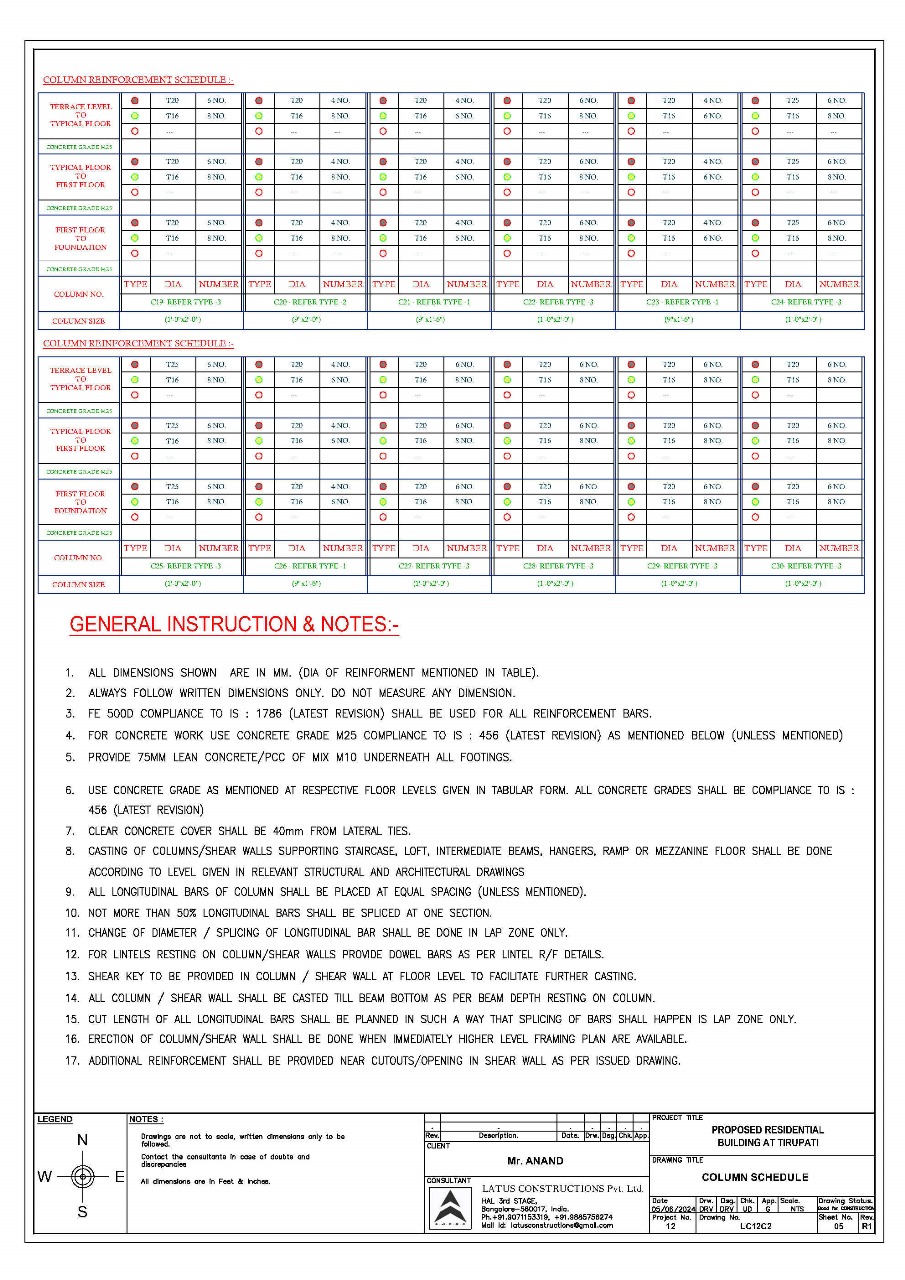 COLUMN REINFORCEMENT SCHEDULE :-
TERRACE LEVEL TO TYPICAL FLOOR T20 6 NO. T20 4 NO. T20 4 NO. T20 6 NO. T20 4 NO. T25 6 NO.
T16 8 NO. T16 8 NO. T16 8 NO. T16 6 NO. T16 8 NO.
CONCRETE GRADE M25
TYPICAL FLOOR TO FIRST FLOOR T20 6 NO. T20 4 NO. T20 4 NO. T20 6 NO. T20 4 NO. T25 6 NO.
T16 8 NO. T16 8 NO. T16 8 NO. T16 6 NO. T16 8 NO.
CONCRETE GRADE M25
FIRST FLOOR TO FOUNDATION T20 6 NO. T20 4 NO. T20 4 NO. T20 6 NO. T20 4 NO. T25 6 NO.
T16 8 NO. T16 8 NO. T16 8 NO. T16 6 NO. T16 8 NO.
CONCRETE GRADE M25
COLUMN NO. TYPE DIA NUMBER TYPE DIA NUMBER TYPE DIA NUMBER TYPE DIA NUMBER TYPE DIA NUMBER TYPE DIA NUMBER
C19- REFER TYPE -3 C20- REFER TYPE -2 C21- REFER TYPE -1 C22- REFER TYPE -3 C23- REFER TYPE -1 C24- REFER TYPE -3
COLUMN SIZE (1'-0"x2'-0") (9"x2'-0") (9"x1'-6") (1'-0"x2'-0") (9"x1'-6") (1'-0"x2'-0")
COLUMN REINFORCEMENT SCHEDULE :-
TERRACE LEVEL TO TYPICAL FLOOR T25 6 NO. T20 4 NO. T20 6 NO. T20 6 NO. T20 6 NO. T20 6 NO.
T16 8 NO. T16 6 NO. T16 8 NO. T16 8 NO. T16 8 NO. T16 8 NO.
CONCRETE GRADE M25
TYPICAL FLOOR TO FIRST FLOOR T25 6 NO. T20 4 NO. T20 6 NO. T20 6 NO. T20 6 NO. T20 6 NO.
T16 8 NO. T16 6 NO. T16 8 NO. T16 8 NO. T16 8 NO. T16 8 NO.
CONCRETE GRADE M25
FIRST FLOOR TO FOUNDATION T25 6 NO. T20 4 NO. T20 6 NO. T20 6 NO T20 6 NO T20 6 NO
T16 8 NO. T16 6 NO. T16 8 NO. T16 8 NO T16 8 NO T16 8 NO
CONCRETE GRADE M25
COLUMN NO. TYPE DIA NUMBER TYPE DIA NUMBER TYPE DIA NUMBER TYPE DIA NUMBER TYPE DIA NUMBER TYPE DIA NUMBER
C25- REFER TYPE -3 C26- REFER TYPE -1 C27- REFER TYPE -3 C28- REFER TYPE -3 C29- REFER TYPE -3 C30- REFER TYPE -3
COLUMN SIZE (1'-0"x2'-0") (9"x1'-6") (1'-0"x2'-0") (1'-0"x2'-0") (1'-0"x2'-0") (1'-0"x2'-0")
GENERAL INSTRUCTION & NOTES:-
1. ALL DIMENSIONS SHOWN ARE IN MM. (DIA OF REINFORMENT MENTIONED IN TABLE).
2. ALWAYS FOLLOW WRITTEN DIMENSIONS ONLY. DO NOT MEASURE ANY DIMENSION.
3. FE 500D COMPLIANCE TO IS : 1786 (LATEST REVISION) SHALL BE USED FOR ALL REINFORCEMENT BARS.
4. FOR CONCRETE WORK USE CONCRETE GRADE M25 COMPLIANCE TO IS : 456 (LATEST REVISION) AS MENTIONED BELOW (UNLESS MENTIONED)
5. PROVIDE 75MM LEAN CONCRETE/PCC OF MIX M10 UNDERNEATH ALL FOOTINGS.
6. USE CONCRETE GRADE AS MENTIONED AT RESPECTIVE FLOOR LEVELS GIVEN IN TABULAR FORM. ALL CONCRETE GRADES SHALL BE COMPLIANCE TO IS :
456 (LATEST REVISION)
7. CLEAR CONCRETE COVER SHALL BE 40mm FROM LATERAL TIES.
8. CASTING OF COLUMNS/SHEAR WALLS SUPPORTING STAIRCASE, LOFT, INTERMEDIATE BEAMS, HANGERS, RAMP OR MEZZANINE FLOOR SHALL BE DONE
ACCORDING TO LEVEL GIVEN IN RELEVANT STRUCTURAL AND ARCHITECTURAL DRAWINGS
9. ALL LONGITUDINAL BARS OF COLUMN SHALL BE PLACED AT EQUAL SPACING (UNLESS MENTIONED).
10. NOT MORE THAN 50% LONGITUDINAL BARS SHALL BE SPLICED AT ONE SECTION.
11. CHANGE OF DIAMETER / SPLICING OF LONGITUDINAL BAR SHALL BE DONE IN LAP ZONE ONLY.
12. FOR LINTELS RESTING ON COLUMN/SHEAR WALLS PROVIDE DOWEL BARS AS PER LINTEL R/F DETAILS.
13. SHEAR KEY TO BE PROVIDED IN COLUMN / SHEAR WALL AT FLOOR LEVEL TO FACILITATE FURTHER CASTING.
14. ALL COLUMN / SHEAR WALL SHALL BE CASTED TILL BEAM BOTTOM AS PER BEAM DEPTH RESTING ON COLUMN.
15. CUT LENGTH OF ALL LONGITUDINAL BARS SHALL BE PLANNED IN SUCH A WAY THAT SPLICING OF BARS SHALL HAPPEN IS LAP ZONE ONLY.
16. ERECTION OF COLUMN/SHEAR WALL SHALL BE DONE WHEN IMMEDIATELY HIGHER LEVEL FRAMING PLAN ARE AVAILABLE.
17. ADDITIONAL REINFORCEMENT SHALL BE PROVIDED NEAR CUTOUTS/OPENING IN SHEAR WALL AS PER ISSUED DRAWING.
LEGEND
N
W E
S
NOTES :
Drawings are not to scale, written dimensions only to be
followed.
Contact the consultants in case of doubts and
discrepancies
All dimensions are in Feet & Inches.
Rev. Description. Date. Drw. Dsg. Chk. App.
CLIENT
Mr. ANAND
CONSULTANT
LATUS CONSTRUCTIONS Pvt. Ltd.
HAL 3rd STAGE,
Bangalore-560017, India.
Ph.+91.9071153319, +91.9885756274
Mail Id: latusconstructions@gmail.com
PROJECT TITLE
PROPOSED RESIDENTIAL
BUILDING AT TIRUPATI
DRAWING TITLE
COLUMN SCHEDULE
Date Drw. Dsg. Chk. App. Scale. Drawing Status.
05/06/2024 DRV DRV UD G NTS Good for CONSTRUCTION
Project No. Drawing No. Sheet No. Rev.
12 LC12C2 05 R1